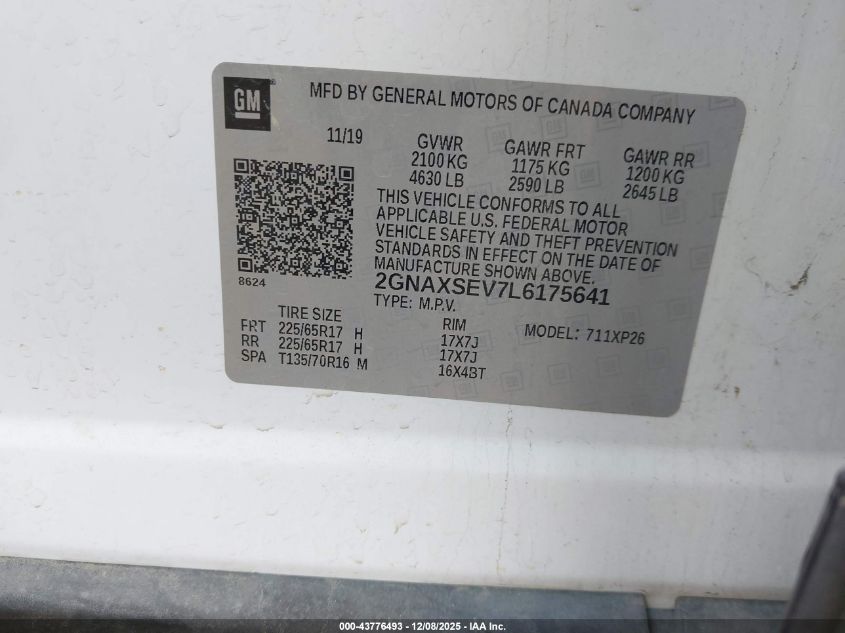 GM
MFD BY GENERAL MOTORS OF CANADA COMPANY
11/19
GVWR
2100 KG
4630 LB
GAWR FRT
1175 KG
2590 LB
GAWR RR
1200 KG
2645 LB
THIS VEHICLE CONFORMS TO ALL
APPLICABLE U.S. FEDERAL MOTOR
VEHICLE SAFETY AND THEFT PREVENTION
STANDARDS IN EFFECT ON THE DATE OF
MANUFACTURE SHOWN ABOVE.
8624
2GNAXSEV7L6175641
TYPE: M.P.V.
TIRE SIZE
RIM
MODEL: 711XP26
FRT 225/65R17 H 17X7J
RR 225/65R17 H 17X7J
SPA T135/70R16 M 16X4BT
000-43776493 - 12/08/2025 - IAA Inc.